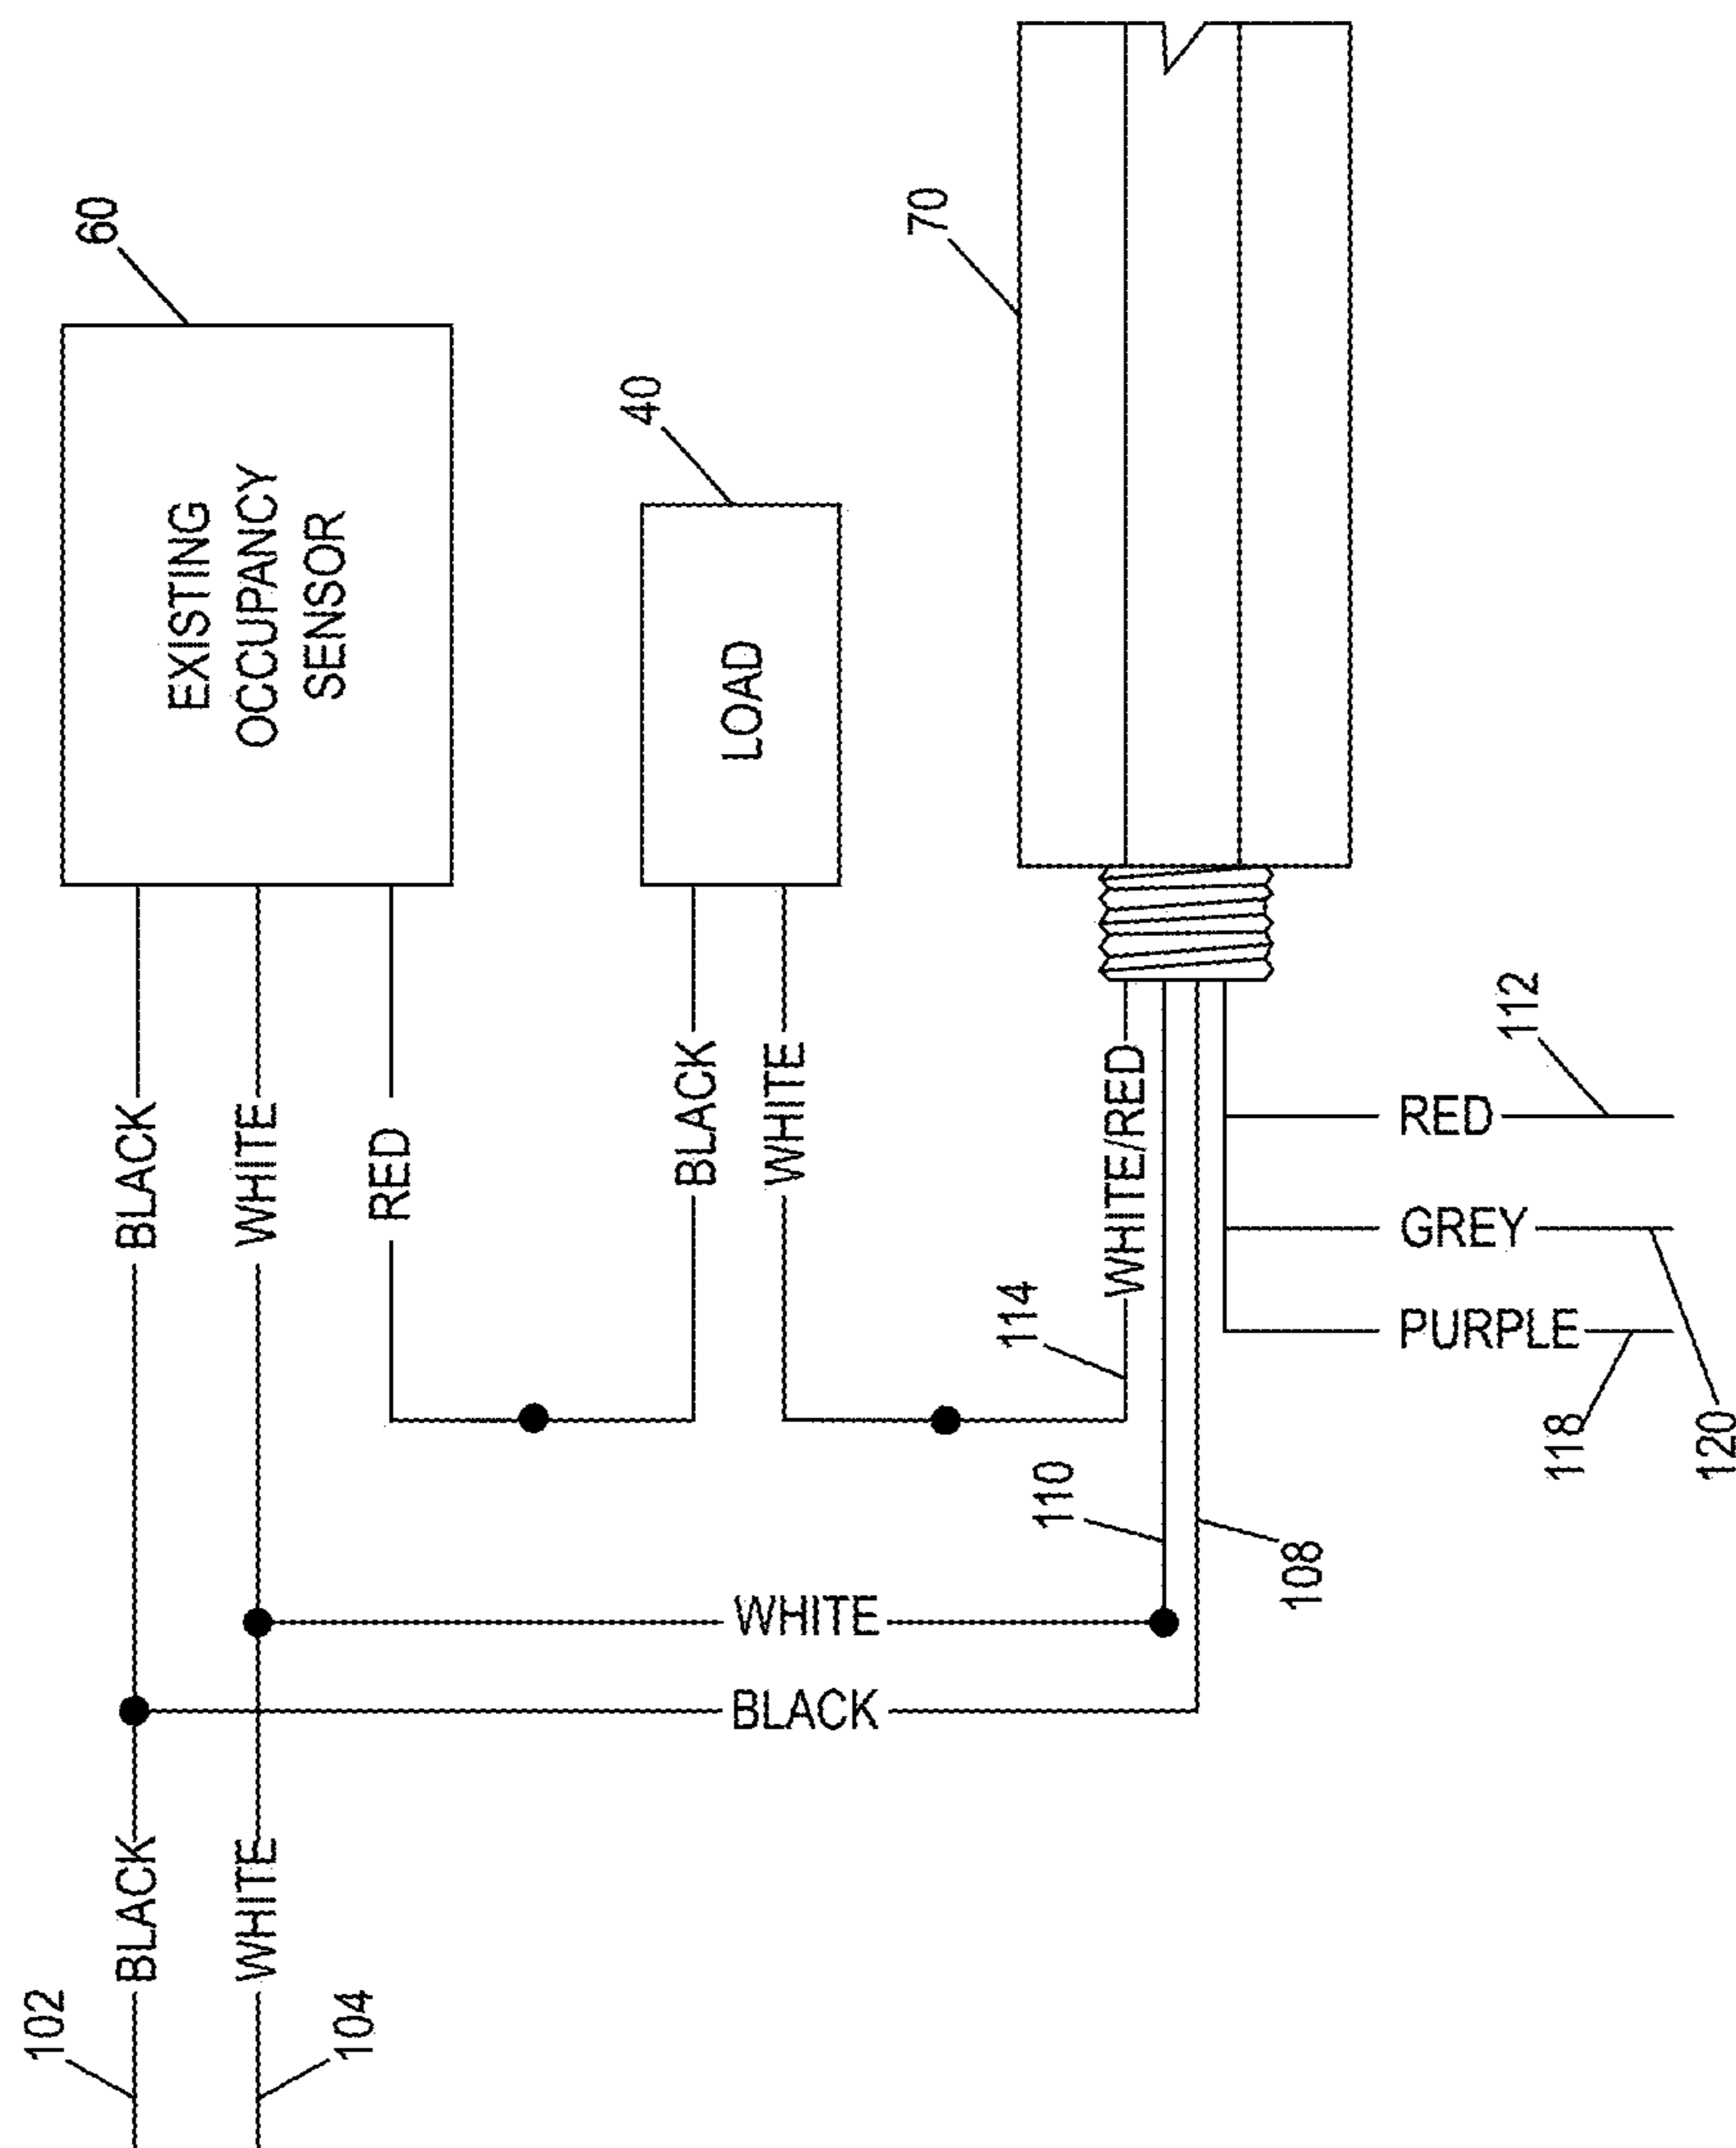 102
BLACK
BLACK
60
EXISTING
OCCUPANCY
SENSOR
104
WHITE
WHITE
RED
BLACK
WHITE
40
LOAD
WHITE
BLACK
70
114
WHITE/RED
110
108
RED
112
GREY
120
PURPLE
118